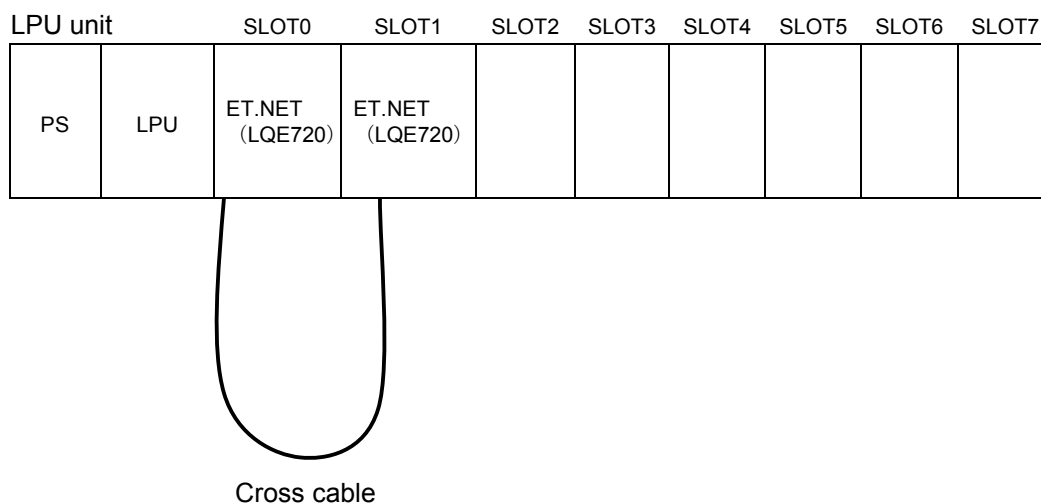 LPU unit SLOT0 SLOT1 SLOT2 SLOT3 SLOT4 SLOT5 SLOT6 SLOT7
PS LPU ET.NET ET.NET
（LQE720） （LQE720）
Cross cable